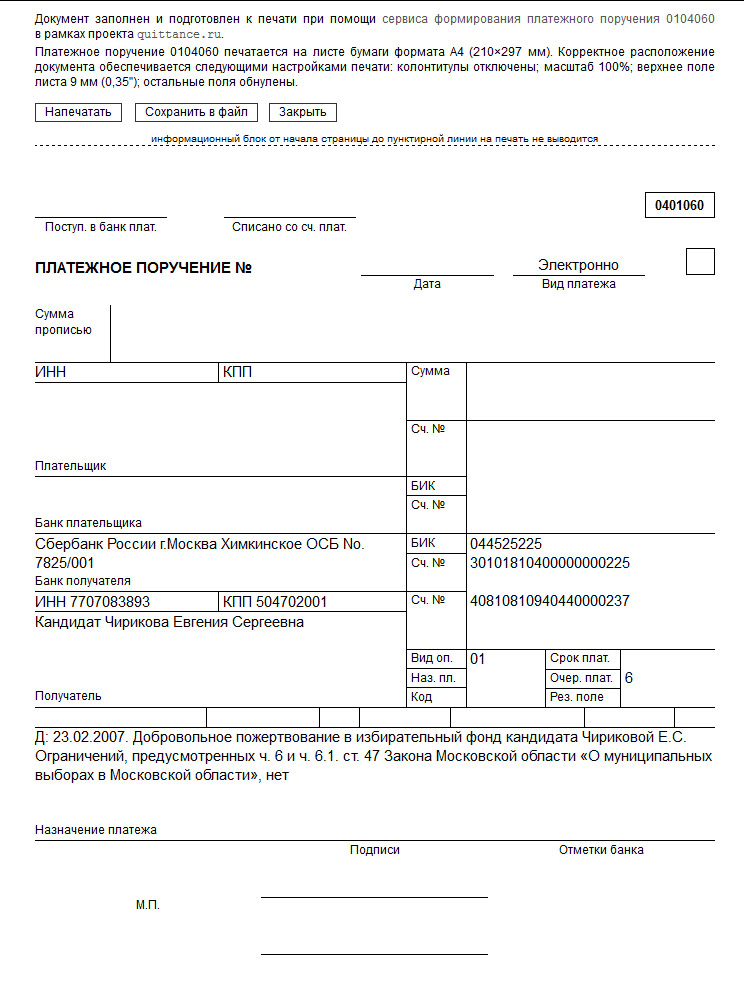 Документ заполнен и подготовлен к печати при помощи сервиса формирования платежного поручения 0104060
в рамках проекта quittance.ru.
Платежное поручение 0104060 печатается на листе бумаги формата А4 (210×297 мм). Корректное расположение
документа обеспечивается следующими настройками печати: колонтитулы отключены; масштаб 100%; верхнее поле
листа 9 мм (0,35"); остальные поля обнулены.
Напечатать Сохранить в файл Закрыть
информационный блок от начала страницы до пунктирной линии на печать не выводится
0401060
Поступ. в банк плат. Списано со сч. плат.
ПЛАТЕЖНОЕ ПОРУЧЕНИЕ № Электронно
Дата Вид платежа
Сумма
прописью
ИНН КПП Сумма
Сч. №
Плательщик
БИК
Сч. №
Банк плательщика
Сбербанк России г.Москва Химкинское ОСБ No. БИК 044525225
7825/001 Сч. № 30101810400000000225
Банк получателя
ИНН 7707083893 КПП 504702001 Сч. № 40810810940440000237
Кандидат Чирикова Евгения Сергеевна
Вид оп. 01 Срок плат.
Наз. пл. Очер. плат. 6
Получатель Код Рез. поле
Д: 23.02.2007. Добровольное пожертвование в избирательный фонд кандидата Чириковой Е.С.
Ограничений, предусмотренных ч. 6 и ч. 6.1. ст. 47 Закона Московской области «О муниципальных
выборах в Московской области», нет
Назначение платежа
Подписи Отметки банка
М.П.